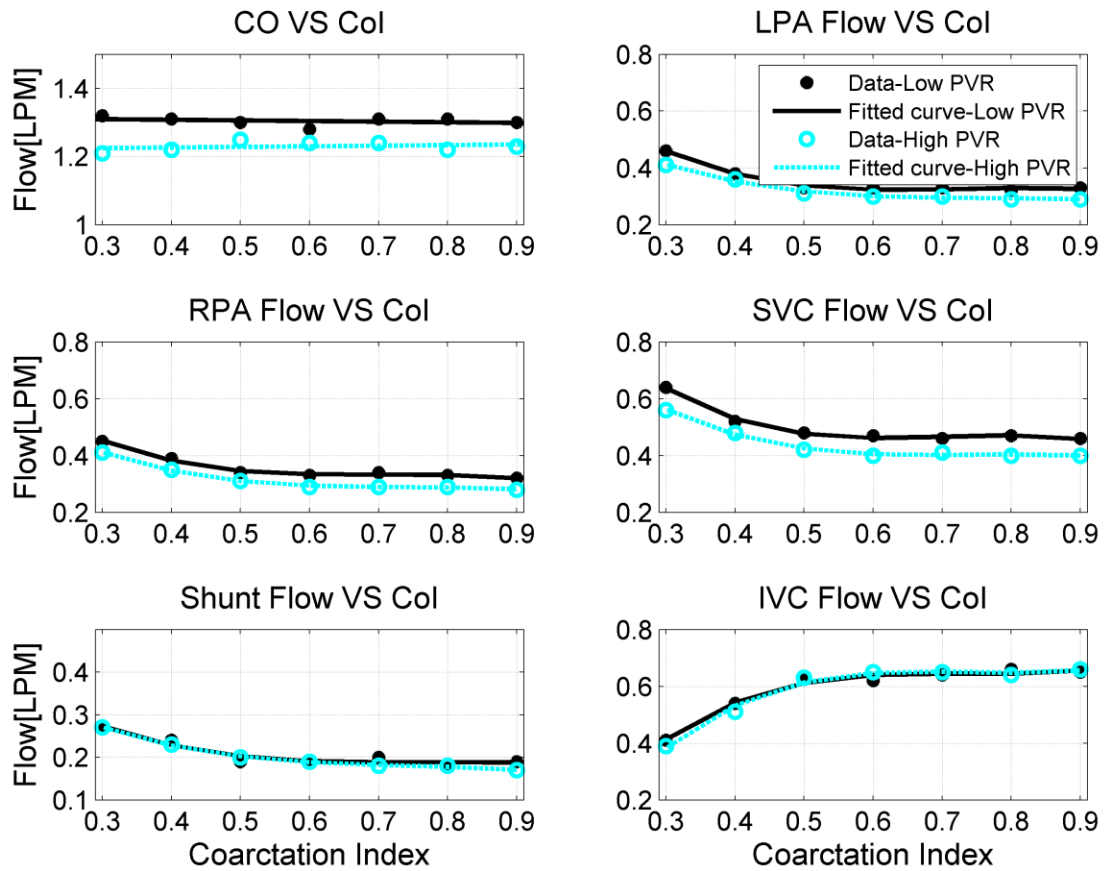 CO VS CoI
Flow[LPM]
1.4
1.2
1
0.3 0.4 0.5 0.6 0.7 0.8 0.9
LPA Flow VS CoI
0.8
0.6
0.4
0.2
Data-Low PVR
Fitted curve-Low PVR
Data-High PVR
Fitted curve-High PVR
0.3 0.4 0.5 0.6 0.7 0.8 0.9
RPA Flow VS CoI
Flow[LPM]
0.8
0.6
0.4
0.2
0.3 0.4 0.5 0.6 0.7 0.8 0.9
SVC Flow VS CoI
0.8
0.6
0.4
0.2
0.3 0.4 0.5 0.6 0.7 0.8 0.9
Shunt Flow VS CoI
Flow[LPM]
0.4
0.3
0.2
0.1
0.3 0.4 0.5 0.6 0.7 0.8 0.9
Coarctation Index
IVC Flow VS CoI
0.8
0.6
0.4
0.2
0.3 0.4 0.5 0.6 0.7 0.8 0.9
Coarctation Index